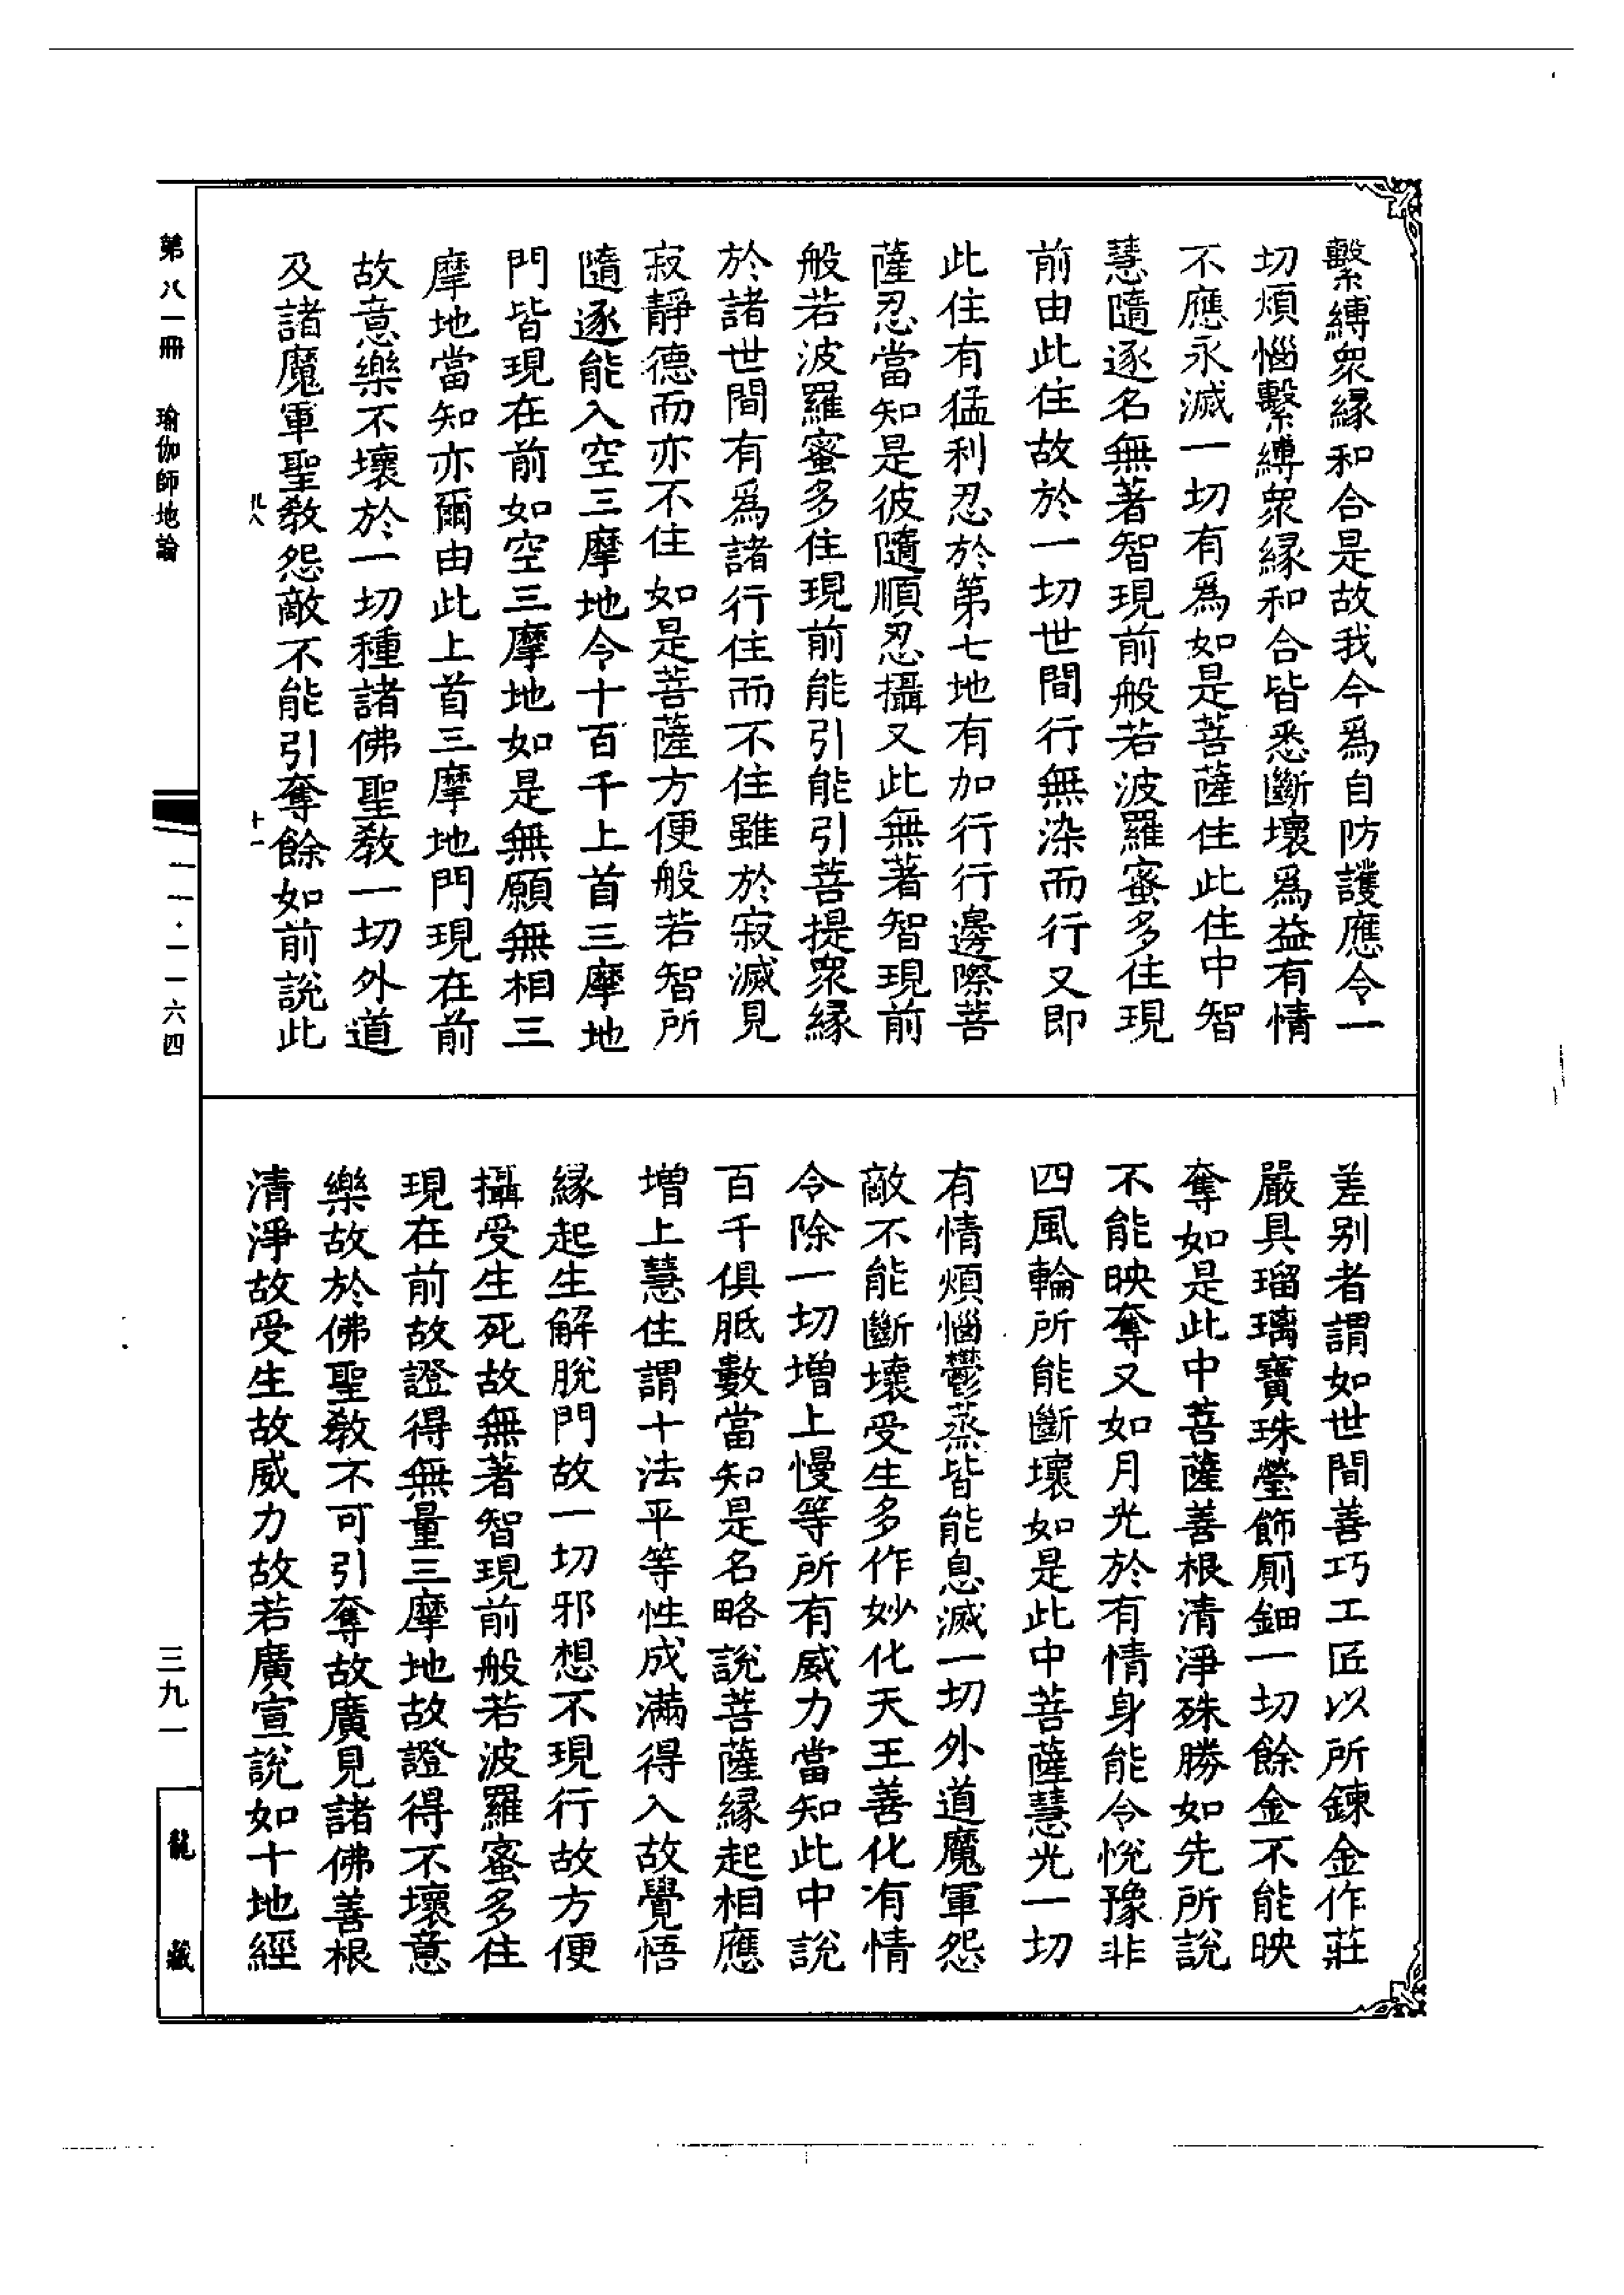 繫縛衆緣和合是故我今爲自防護應令一
切煩惱繫縛衆緣和合皆悉斷壞爲益有情
不應永滅一切有爲如是菩薩住此住中智
慧隨逐名無著智現前般若波羅蜜多住現
前由此住故於一切世間行無染而行又即
此住有猛利忍於第七地有加行行邊際菩
薩忍當知是彼隨順忍攝又此無著智現前
般若波羅蜜多住現前能引能引菩提衆緣
於諸世間有爲諸行住而不住雖於寂滅見
寂靜德而亦不住如是菩薩方便般若智所
隨逐能入空三摩地令十百千上首三摩地
門皆現在前如空三摩地如是無願無相三
摩地當知亦爾由此上首三摩地門現在前
故意樂不壞於一切種諸佛聖教一切外道
及諸魔軍聖教怨敵不能引奪餘如前說此
十一
差别者謂如世間善巧工匠以所鍊金作莊
嚴具瑠璃寶珠瑩飾廁鈿一切餘金不能映
奪如是此中菩薩善根清淨殊勝如先所說
不能映奪又如月光於有情身能令悅豫非
四風輪所能斷壞如是此中菩薩慧光一切
有情煩惱鬱蒸皆能息滅一切外道魔軍怨
敵不能斷壞受生多作妙化天王善化有情
令除一切增上慢等所有威力當知此中說
百千俱胝數當知是名略說菩薩緣起相應
增上慧住謂十法平等性成滿得入故覺悟
緣起生解脫門故一切邪想不現行故方便
攝受生死故無著智現前般若波羅蜜多住
現在前故證得無量三摩地故證得不壞意
樂故於佛聖教不可引奪故廣見諸佛善根
清淨故受生故威力故若廣宣說如十地經
第八一冊　瑜伽師地論
一一·一一六四
三九一
龍藏